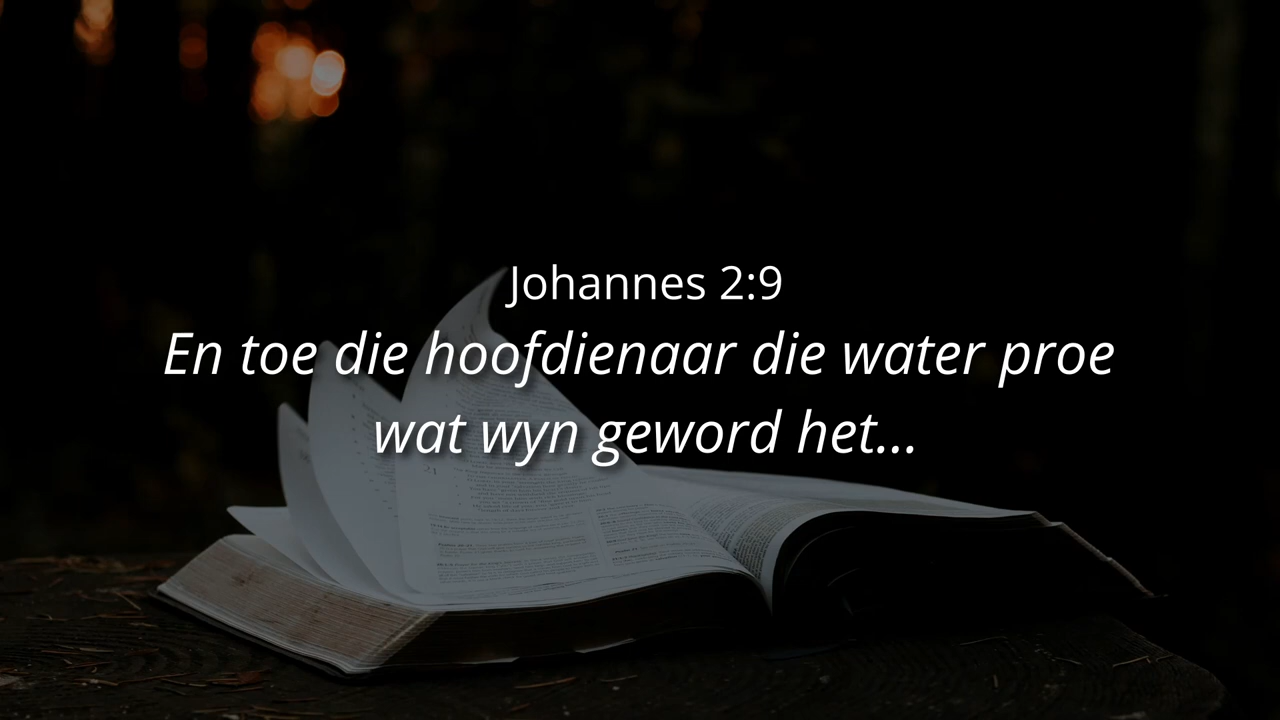 Johannes 2:9
En toe die hoofdienaar die water proe
wat wyn geword het...